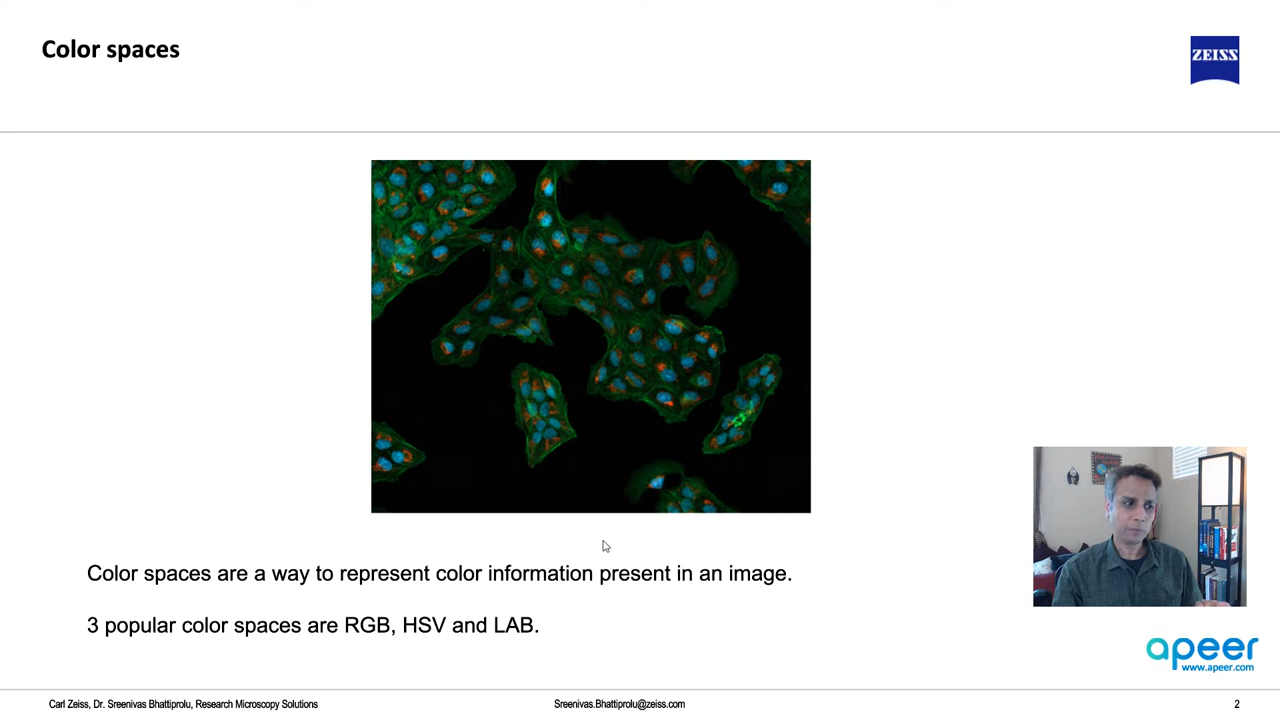 Color spaces
ZEISS
Color spaces are a way to represent color information present in an image.
3 popular color spaces are RGB, HSV and LAB.
apeer
www.apeer.com
Carl Zeiss, Dr. Sreenivas Bhattiprolu, Research Microscopy Solutions
Sreenivas.Bhattiprolu@zeiss.com
2